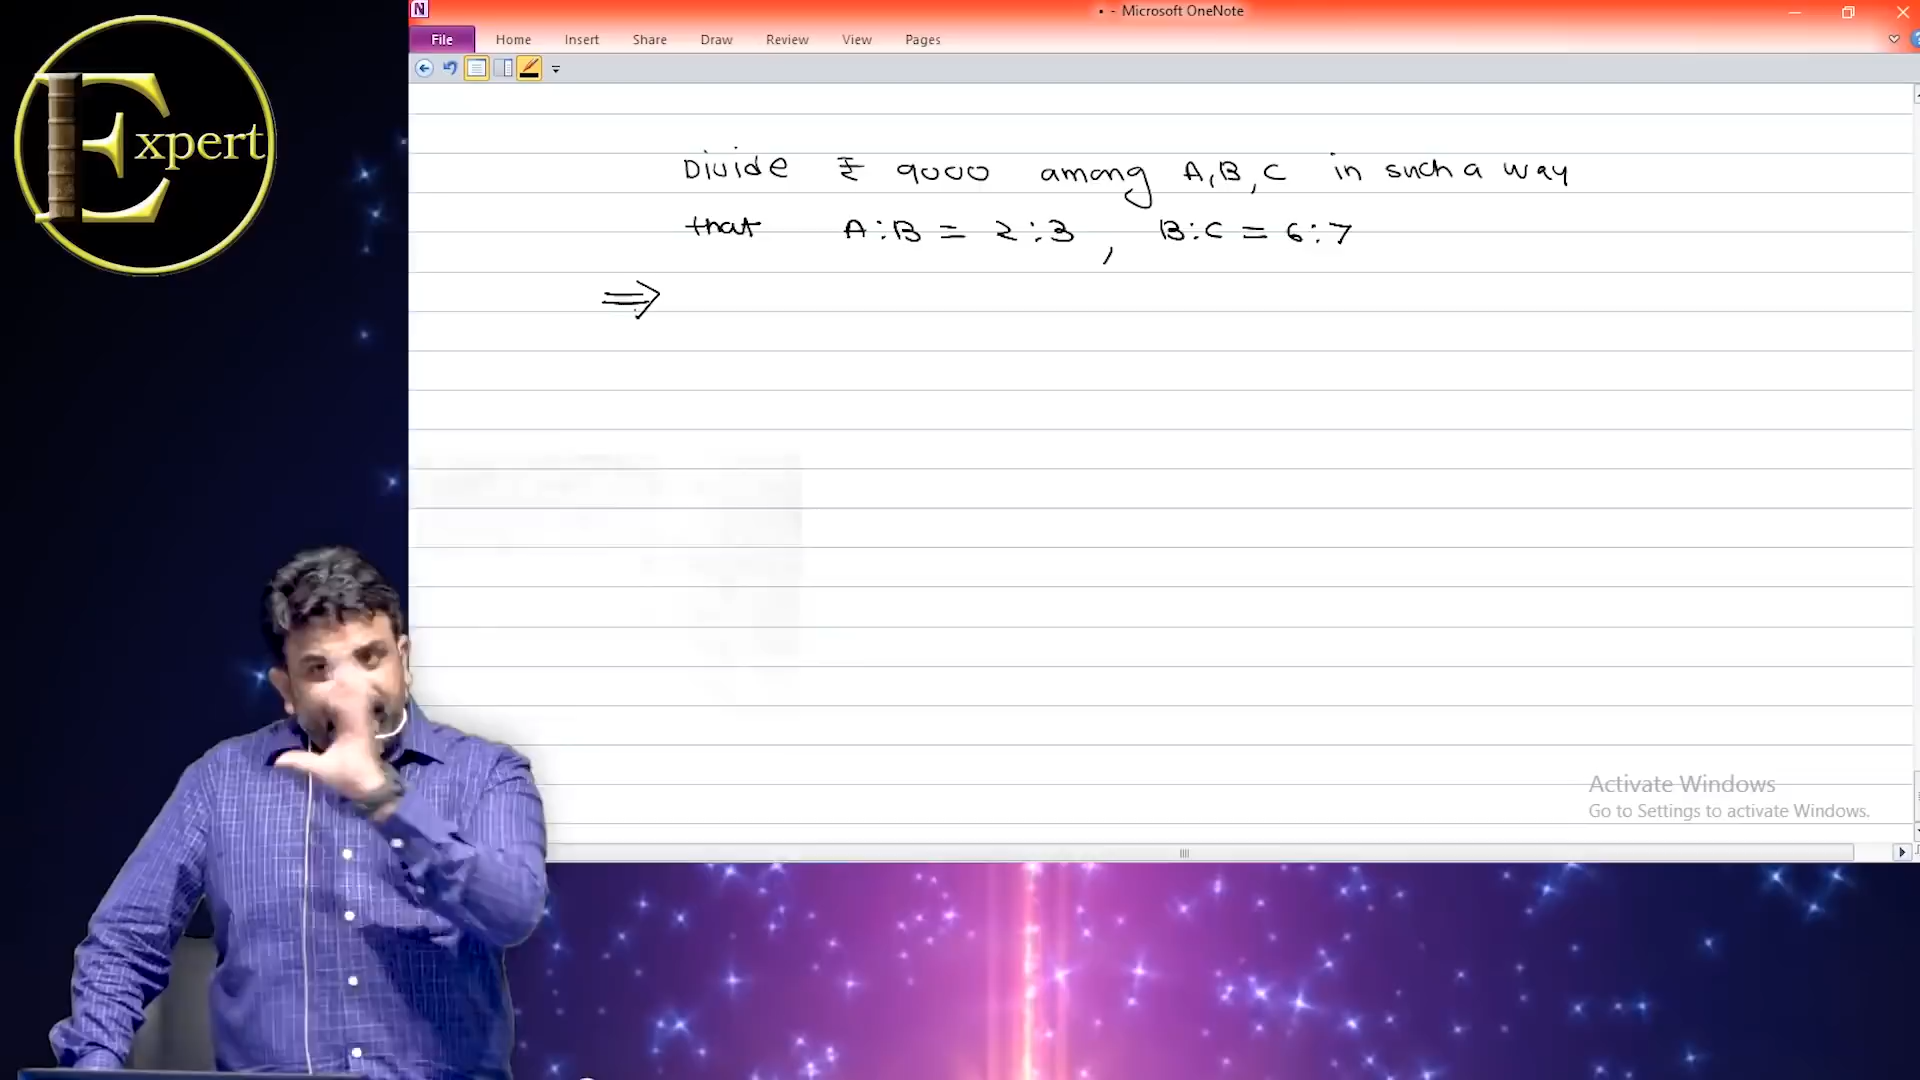 Expert
- Microsoft OneNote
File Home Insert Share Draw Review View Pages
Divide ₹ 9000 among A, B, C in such a way
that A:B = 2:3 , B:C = 6:7
⇒
Activate Windows
Go to Settings to activate Windows.